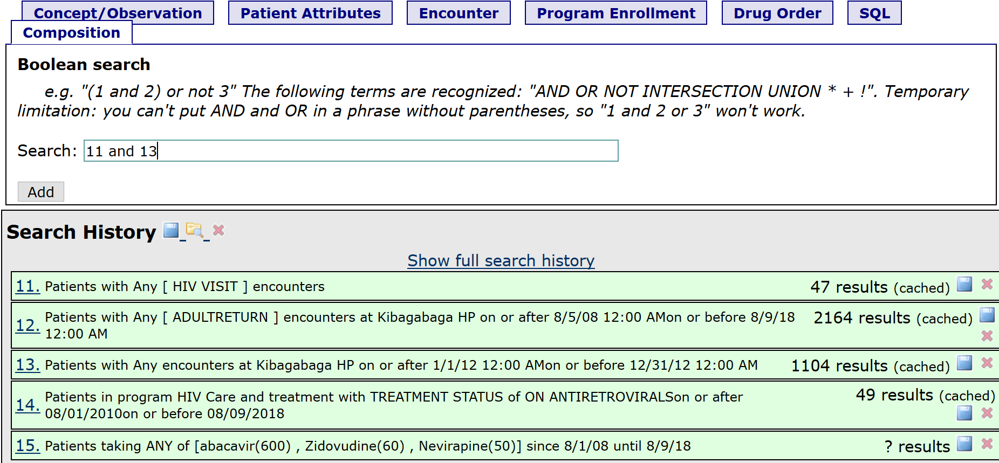 Concept/Observation Patient Attributes Encounter Program Enrollment Drug Order SQL
Composition
Boolean search
e.g. "(1 and 2) or not 3" The following terms are recognized: "AND OR NOT INTERSECTION UNION * + !". Temporary
limitation: you can't put AND and OR in a phrase without parentheses, so "1 and 2 or 3" won't work.
Search: 11 and 13
Add
Search History
Show full search history
11. Patients with Any [ HIV VISIT ] encounters 47 results (cached)
12. Patients with Any [ ADULTRETURN ] encounters at Kibagabaga HP on or after 8/5/08 12:00 AMon or before 8/9/18 2164 results (cached)
12:00 AM
13. Patients with Any encounters at Kibagabaga HP on or after 1/1/12 12:00 AMon or before 12/31/12 12:00 AM 1104 results (cached)
14. Patients in program HIV Care and treatment with TREATMENT STATUS of ON ANTIRETROVIRALSon or after 49 results (cached)
08/01/2010on or before 08/09/2018
15. Patients taking ANY of [abacavir(600) , Zidovudine(60) , Nevirapine(50)] since 8/1/08 until 8/9/18 ? results